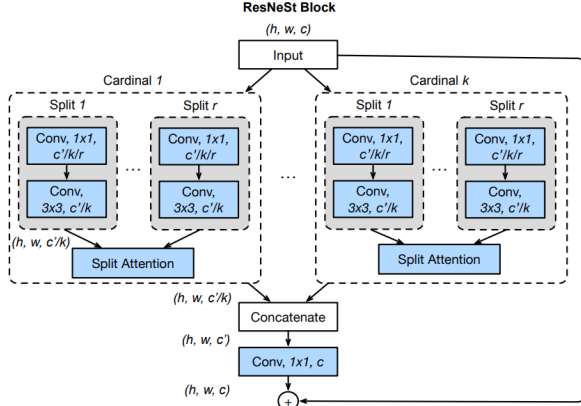 ResNeSt Block
(h, w, c)
Input
Cardinal 1
Cardinal k
Split 1
Split r
Split 1
Split r
Conv, 1x1,
c'/k/r
Conv,
3x3, c'/k
...
Conv, 1x1,
c'/k/r
Conv,
3x3, c'/k
...
Conv, 1x1,
c'/k/r
Conv,
3x3, c'/k
...
Conv, 1x1,
c'/k/r
Conv,
3x3, c'/k
(h, w, c'/k)
Split Attention
Split Attention
(h, w, c'/k)
Concatenate
(h, w, c')
Conv, 1x1, c
(h, w, c)
+